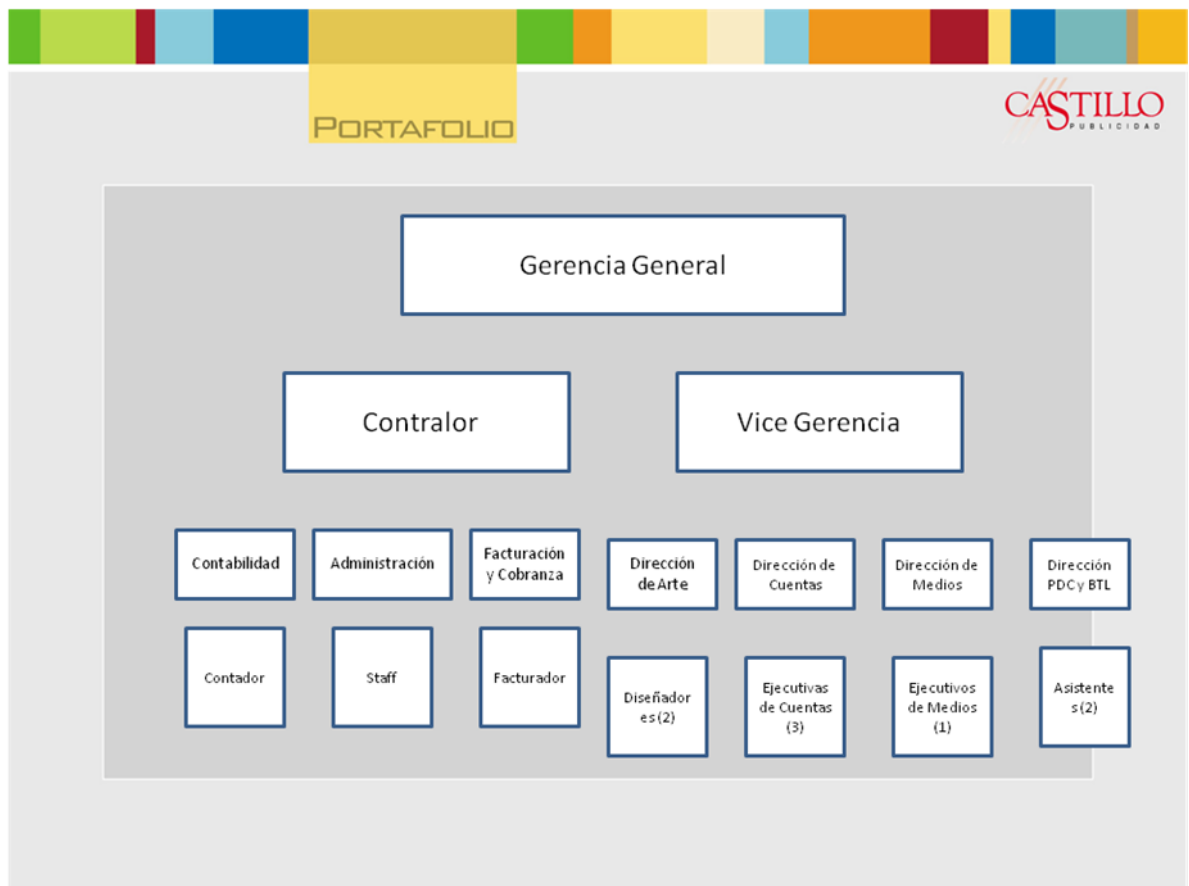 PORTAFOLIO
CASTILLO
PUBLICIDAD
Gerencia General
Contralor
Vice Gerencia
Contabilidad
Administración
Facturación
y Cobranza
Dirección
de Arte
Dirección de
Cuentas
Dirección de
Medios
Dirección
PDC y BTL
Contador
Staff
Facturador
Diseñador
es (2)
Ejecutivas
de Cuentas
(3)
Ejecutivos
de Medios
(1)
Asistente
s (2)